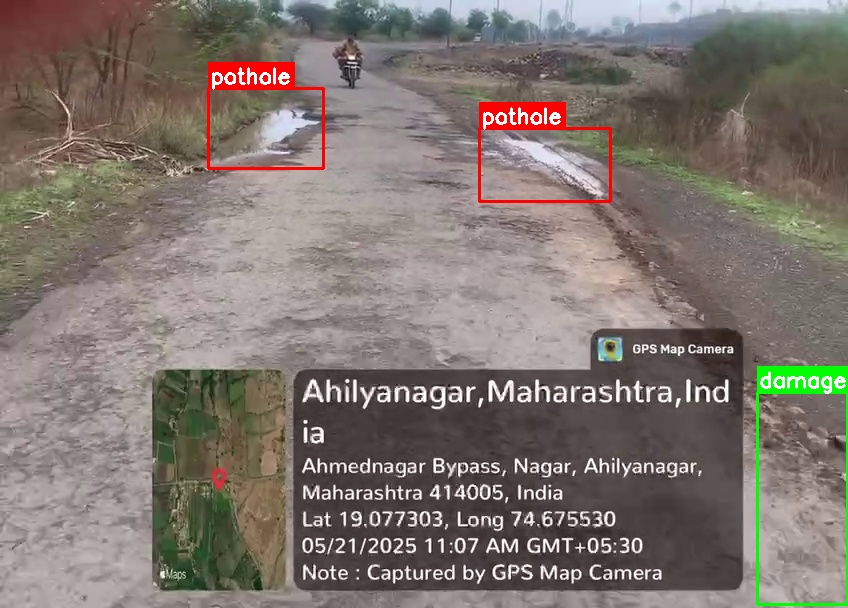 pothole
pothole
GPS Map Camera
damage
Ahilyanagar,Maharashtra,Ind
ia
Ahmednagar Bypass, Nagar, Ahilyanagar,
Maharashtra 414005, India
Lat 19.077303, Long 74.675530
05/21/2025 11:07 AM GMT+05:30
Note : Captured by GPS Map Camera
Maps